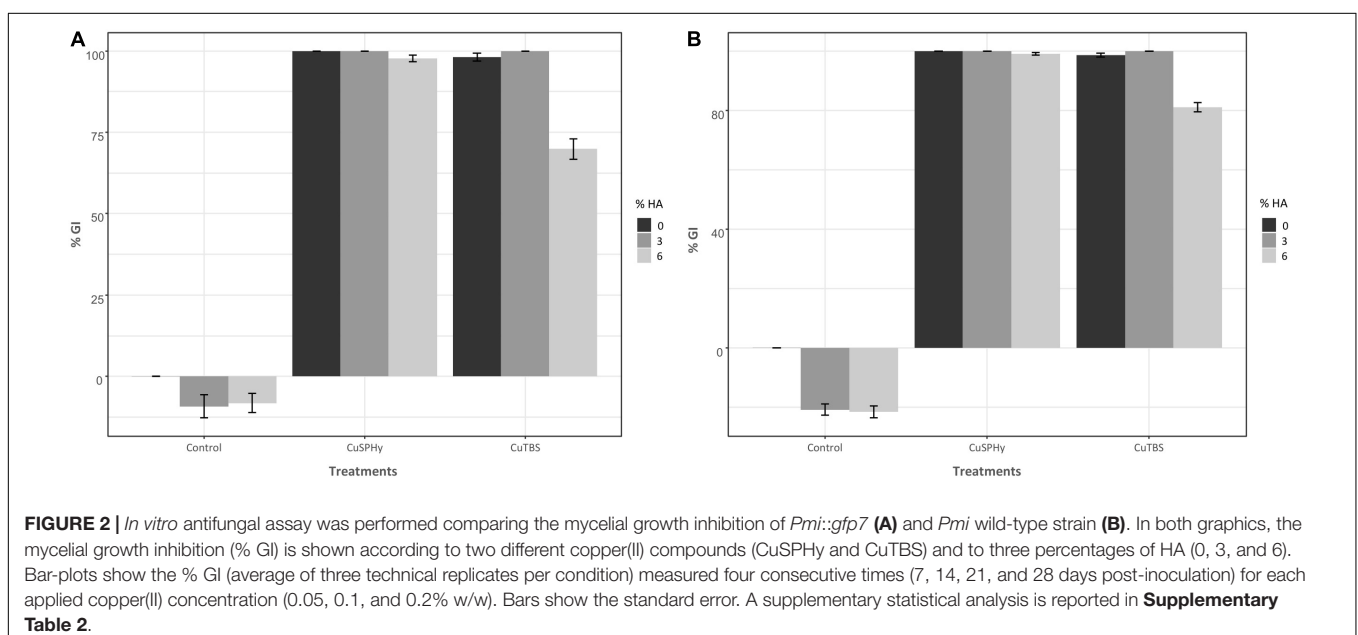 A
100
75
50
25
0
% GI
Control
CuSPHy
CuTBS
Treatments
% HA
0
3
6
B
80
40
0
% GI
Control
CuSPHy
CuTBS
Treatments
% HA
0
3
6
FIGURE 2 | In vitro antifungal assay was performed comparing the mycelial growth inhibition of Pmi::gfp7 (A) and Pmi wild-type strain (B). In both graphics, the
mycelial growth inhibition (% GI) is shown according to two different copper(II) compounds (CuSPHy and CuTBS) and to three percentages of HA (0, 3, and 6).
Bar-plots show the % GI (average of three technical replicates per condition) measured four consecutive times (7, 14, 21, and 28 days post-inoculation) for each
applied copper(II) concentration (0.05, 0.1, and 0.2% w/w). Bars show the standard error. A supplementary statistical analysis is reported in Supplementary
Table 2.